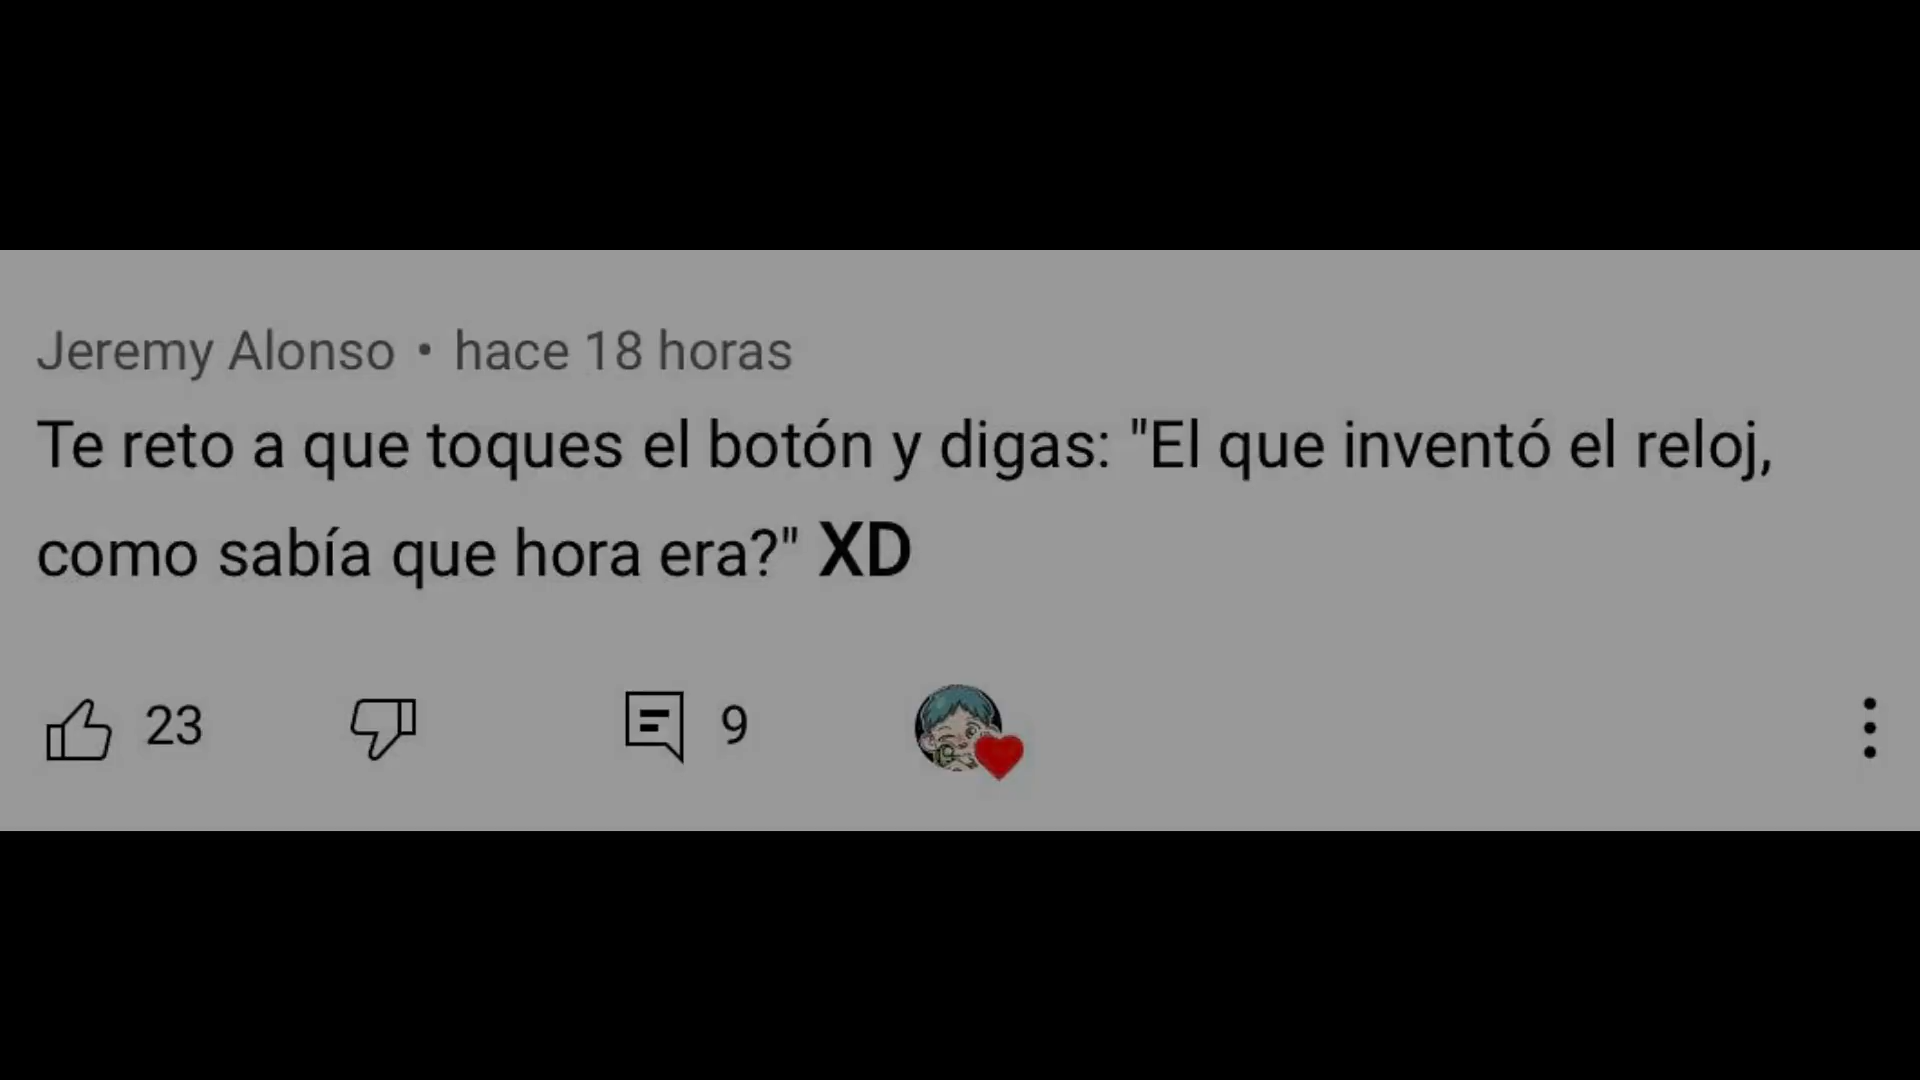 Jeremy Alonso • hace 18 horas
Te reto a que toques el botón y digas: "El que inventó el reloj,
como sabía que hora era?" XD
23 9